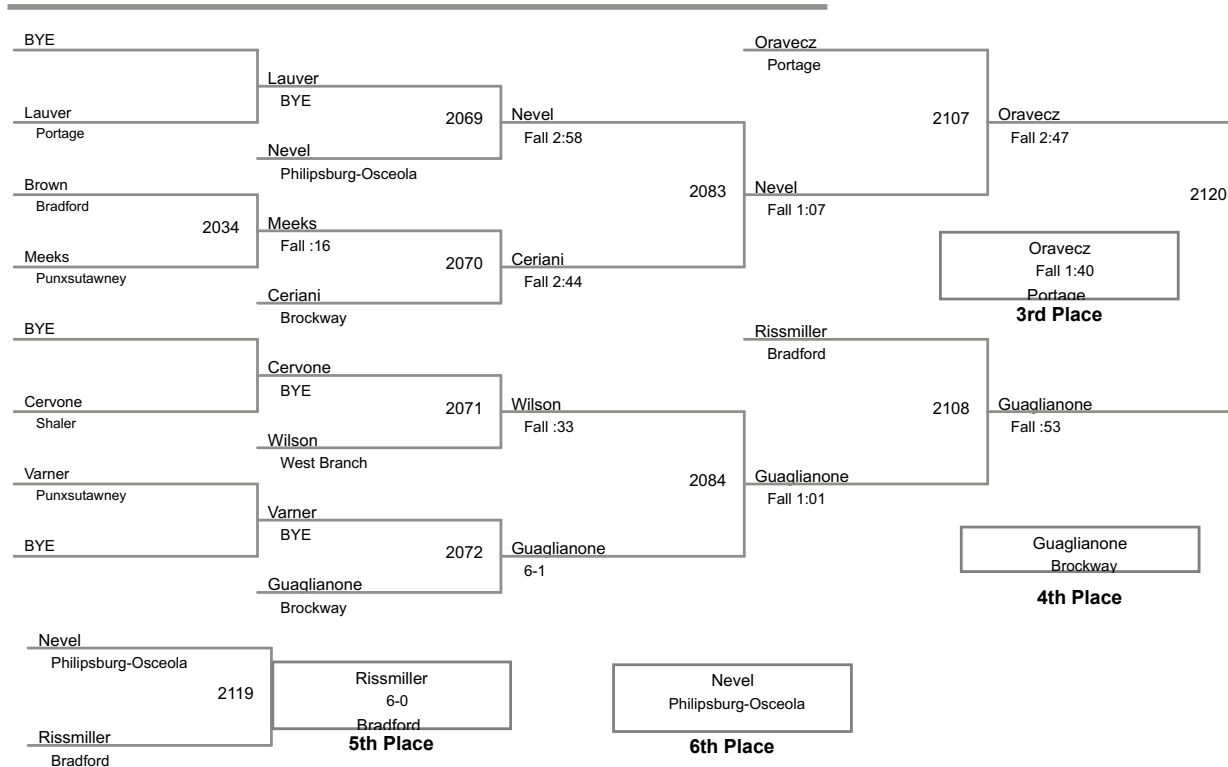 BYE
Oravecz
Portage
Lauver
BYE
Lauver
Portage
2069
Nevel
Fall 2:58
2107
Oravecz
Fall 2:47
Nevel
Philipsburg-Osceola
Brown
Bradford
2083
Nevel
Fall 1:07
2120
2034
Meeks
Fall :16
Meeks
Punxsutawney
2070
Ceriani
Fall 2:44
Oravecz
Fall 1:40
Portage
3rd Place
Ceriani
Brockway
BYE
Rissmiller
Bradford
Cervone
BYE
Cervone
Shaler
2071
Wilson
Fall :33
2108
Guaglianone
Fall :53
Wilson
West Branch
Varner
Punxsutawney
2084
Guaglianone
Fall 1:01
Varner
BYE
BYE
2072
Guaglianone
6-1
Guaglianone
Brockway
4th Place
Guaglianone
Brockway
Nevel
Philipsburg-Osceola
2119
Rissmiller
6-0
Bradford
5th Place
Nevel
Philipsburg-Osceola
6th Place
Rissmiller
Bradford